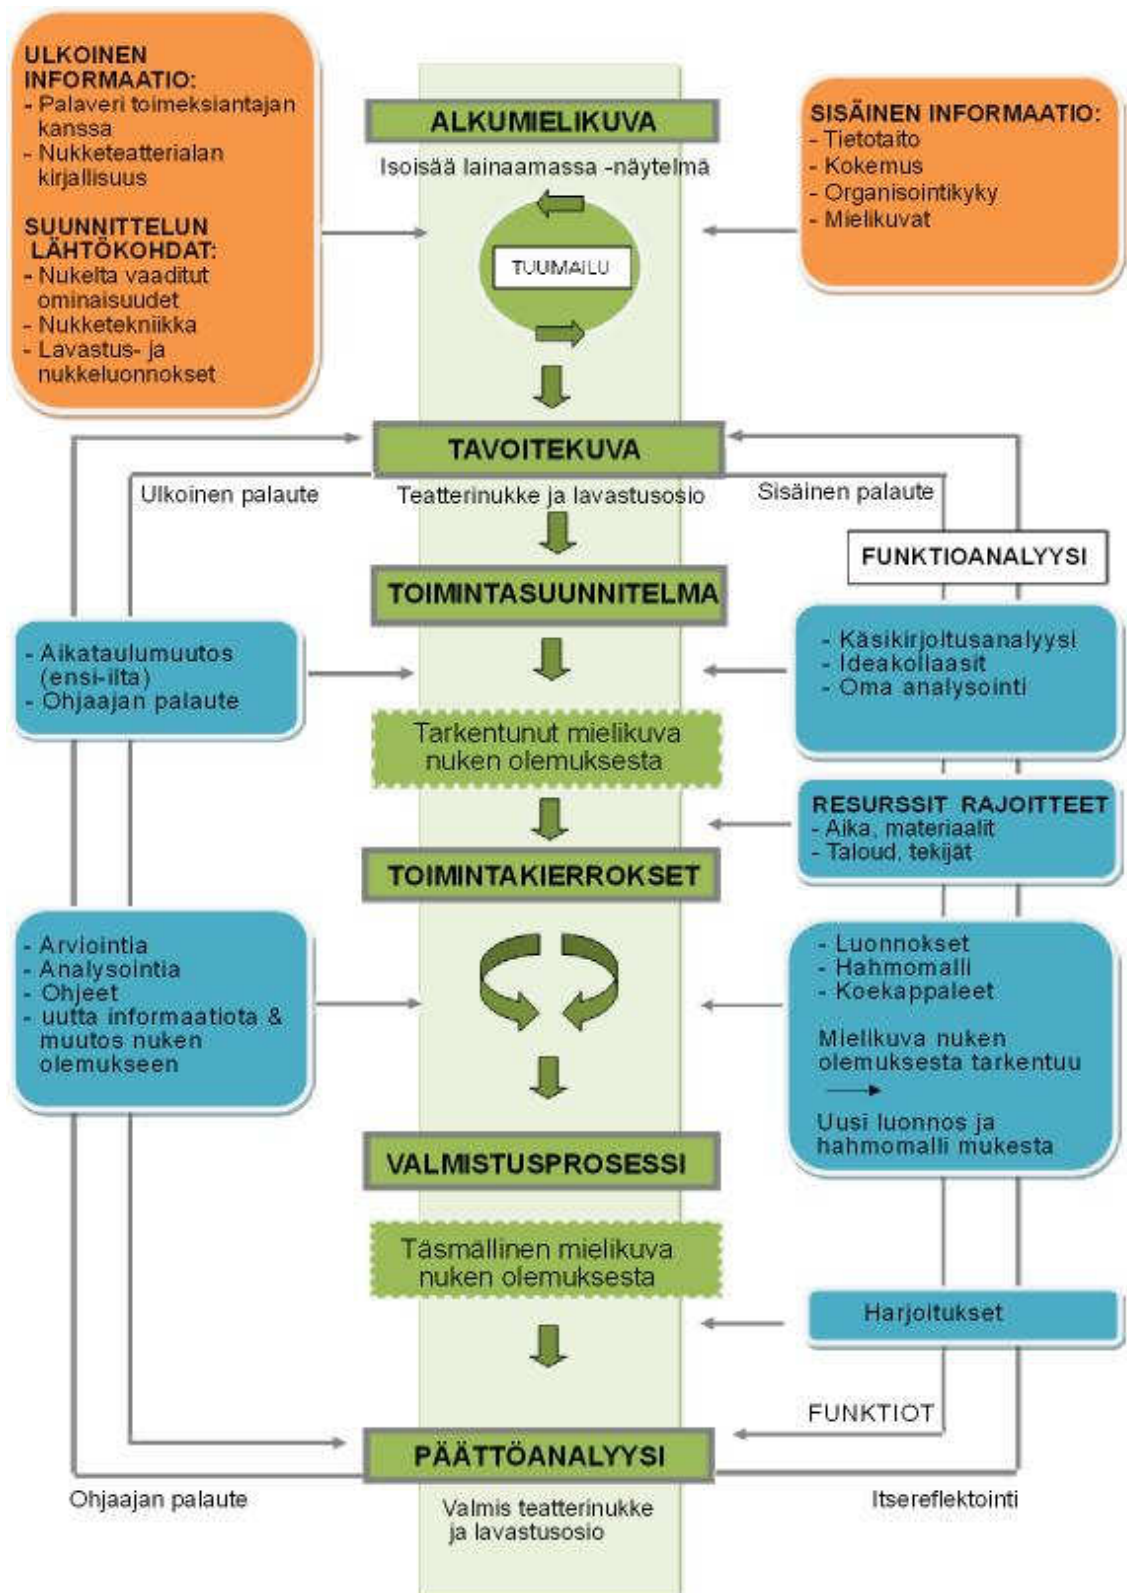 ULKOINEN
INFORMAATIO:
- Palaveri toimeksiantajan
kanssa
- Nukketeatterialan
kirjallisuus
SUUNNITTELUN
LÄHTÖKOHDAT:
- Nukelta vaaditut
ominaisuudet
- Nukketekniikka
- Lavastus- ja
nukkeluonnokset
ALKUMIELIKUVA
Isoisää lainaamassa -näytelmä
TUUMAILU
SISÄINEN INFORMAATIO:
- Tietotaito
- Kokemus
- Organisointikyky
- Mielikuvat
TAVOITEKUVA
Ulkoinen palaute
Teatterinukke ja lavastusosio
Sisäinen palaute
FUNKTIOANALYYSI
TOIMINTASUUNNITELMA
- Aikataulumuutos
(ensi-ilta)
- Ohjaajan palaute
- Käsikirjoltusanalyysi
- Ideakollaasit
- Oma analysointi
Tarkentunut mielikuva
nuken olemuksesta
RESURSSIT RAJOITTEET
- Aika, materiaalit
- Taloud, tekijät
TOIMINTAKIERROKSET
- Arviointia
- Analysointia
- Ohjeet
- uutta informaatiota &
muutos nuken
olemukseen
- Luonnokset
- Hahmomalli
- Koekappaleet
Mielikuva nuken
olemuksesta tarkentuu
Uusi luonnos ja
hahmomalli mukesta
VALMISTUSPROSESSI
Täsmällinen mielikuva
nuken olemuksesta
Harjoitukset
FUNKTIOT
PÄÄTTÖANALYYSI
Ohjaajan palaute
Valmis teatterinukke
ja lavastusosio
Itsereflektointi